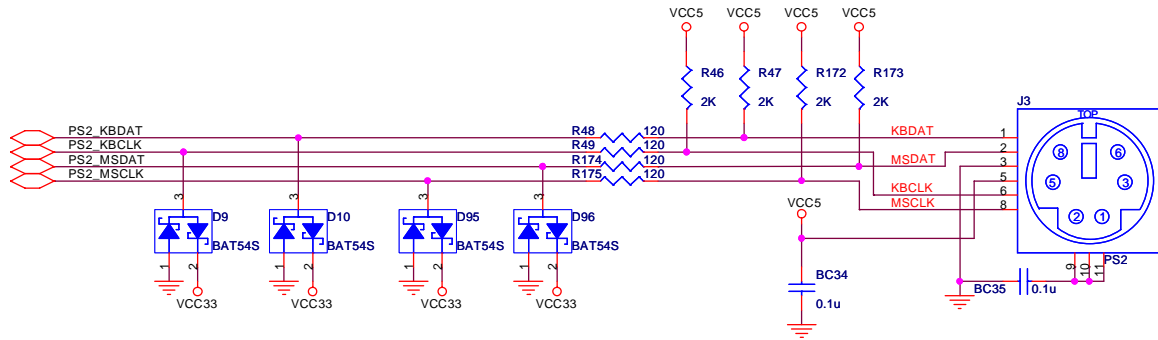 VCC5 VCC5 VCC5 VCC5
R46 R47 R172 R173
2K 2K 2K 2K
J3
TOP
PS2_KBDAT R48 120 KBDAT 1
PS2_KBCLK R49 120 2
PS2_MSDAT R174 120 MSDAT 3
PS2_MSCLK R175 120 5
KBCLK 6
MSCLK 8
8 6
5 3
2 1
3 3 3 3
D9 D10 D95 D96
BAT54S BAT54S BAT54S BAT54S
1 2 1 2 1 2 1 2
VCC33 VCC33 VCC33 VCC33
VCC5
BC34
0.1u
9 10 11
PS2
BC35 0.1u